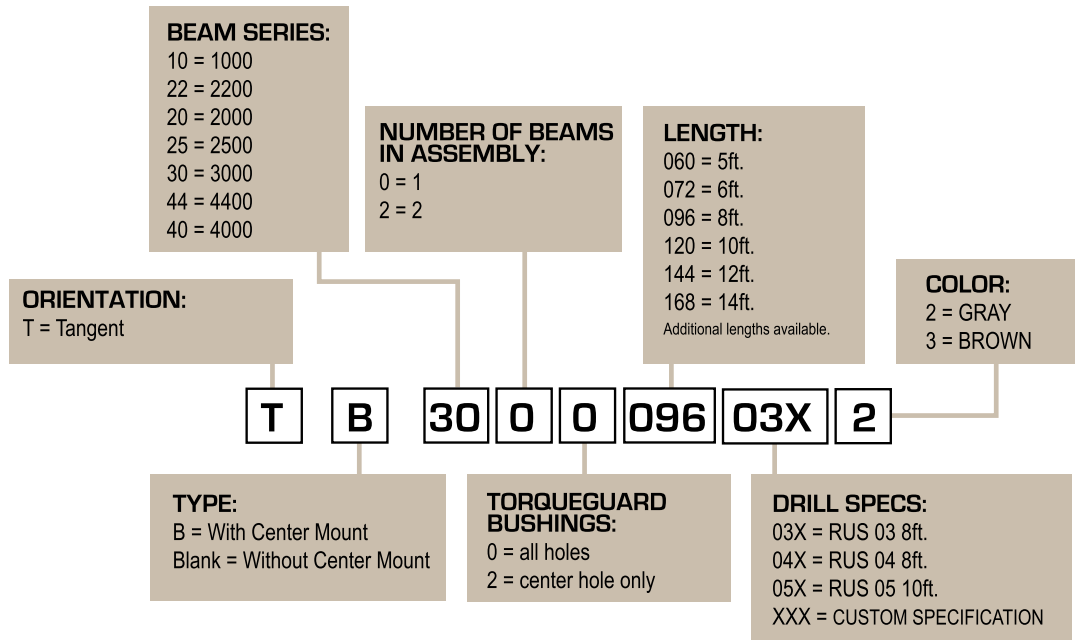 BEAM SERIES:
10 = 1000
22 = 2200
20 = 2000
25 = 2500
30 = 3000
44 = 4400
40 = 4000
NUMBER OF BEAMS
IN ASSEMBLY:
0 = 1
2 = 2
LENGTH:
060 = 5ft.
072 = 6ft.
096 = 8ft.
120 = 10ft.
144 = 12ft.
168 = 14ft.
Additional lengths available.
COLOR:
2 = GRAY
3 = BROWN
ORIENTATION:
T = Tangent
T B 30 0 0 096 03X 2
TYPE:
B = With Center Mount
Blank = Without Center Mount
TORQUEGUARD
BUSHINGS:
0 = all holes
2 = center hole only
DRILL SPECS:
03X = RUS 03 8ft.
04X = RUS 04 8ft.
05X = RUS 05 10ft.
XXX = CUSTOM SPECIFICATION